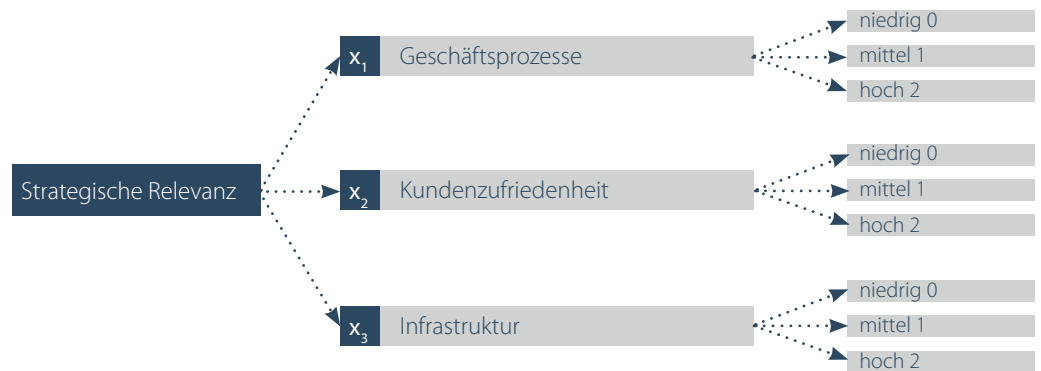 Strategische Relevanz
x1 Geschäftsprozesse
niedrig 0
mittel 1
hoch 2
x2 Kundenzufriedenheit
niedrig 0
mittel 1
hoch 2
x3 Infrastruktur
niedrig 0
mittel 1
hoch 2